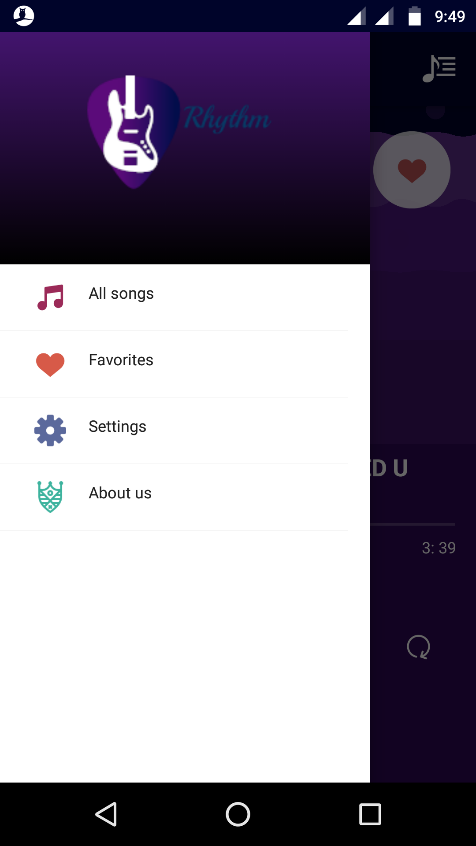 9:49
Rhythm
All songs
Favorites
Settings
About us
D U
3: 39